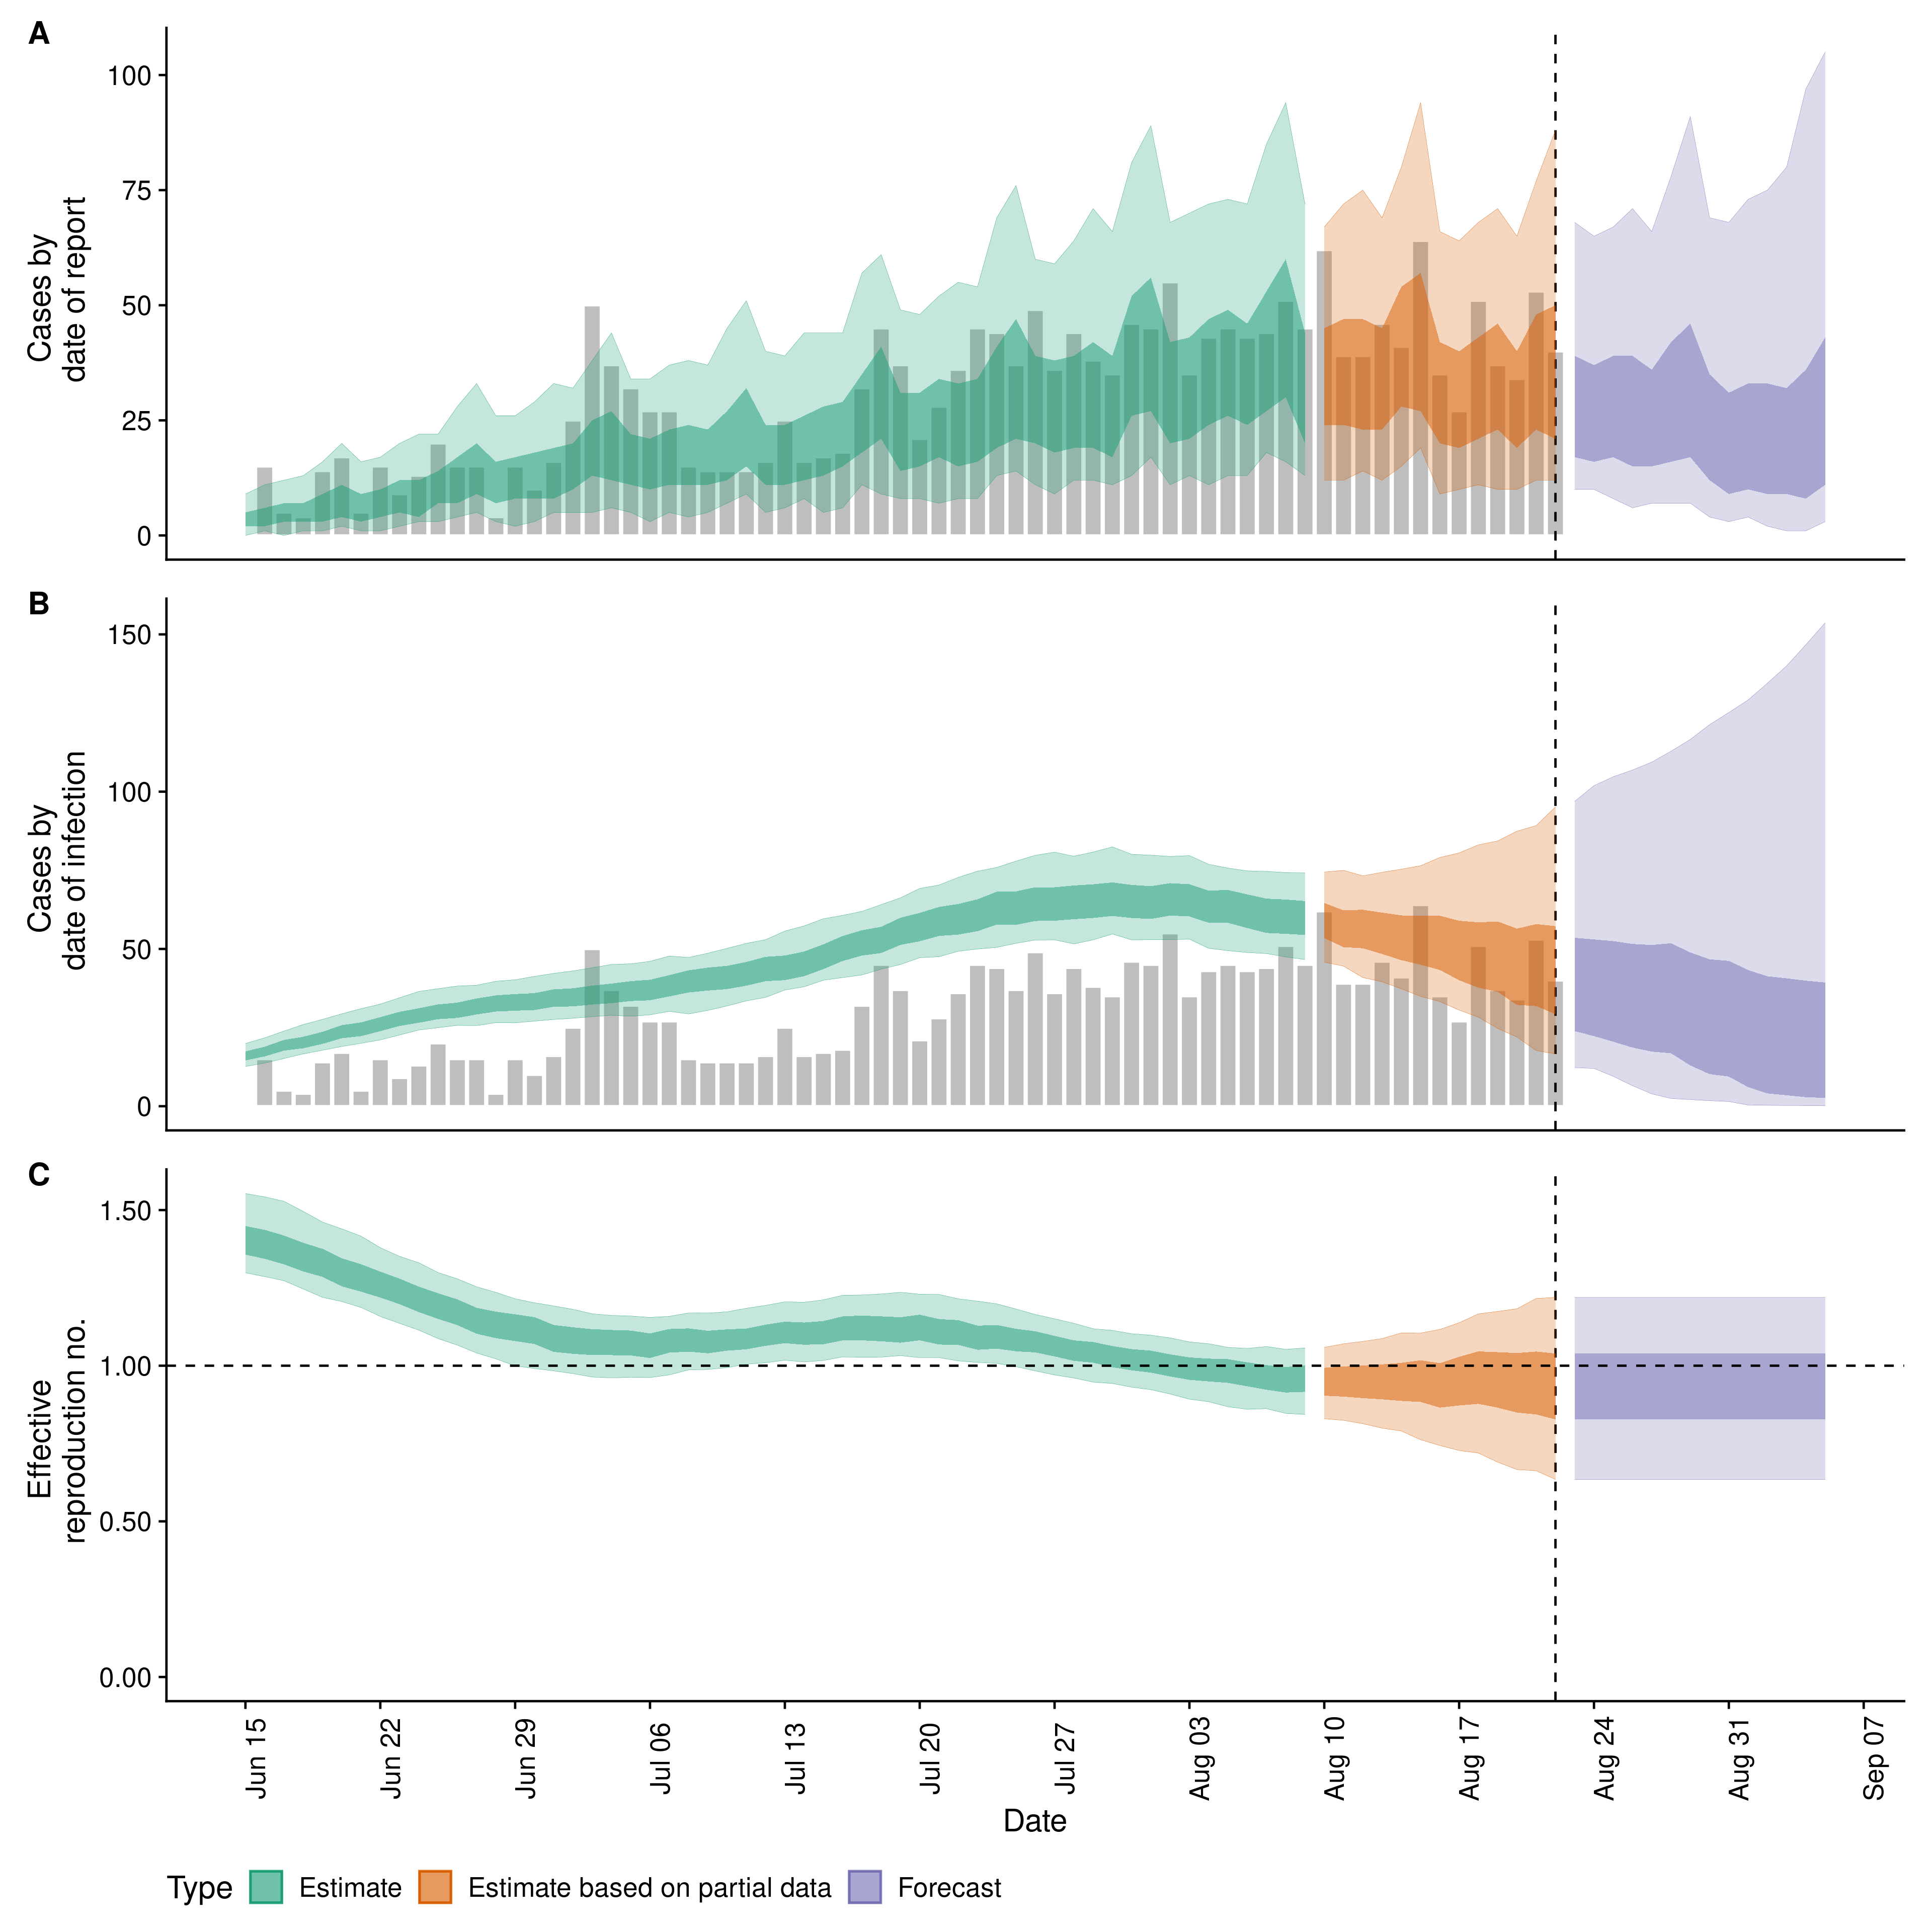 A
100
75
50
25
0
Cases by
date of report
B
150
100
50
0
Cases by
date of infection
C
1.50
1.00
0.50
0.00
Effective
reproduction no.
Jun 15
Jun 22
Jun 29
Jul 06
Jul 13
Jul 20
Jul 27
Aug 03
Aug 10
Aug 17
Aug 24
Aug 31
Sep 07
Date
Type Estimate Estimate based on partial data Forecast